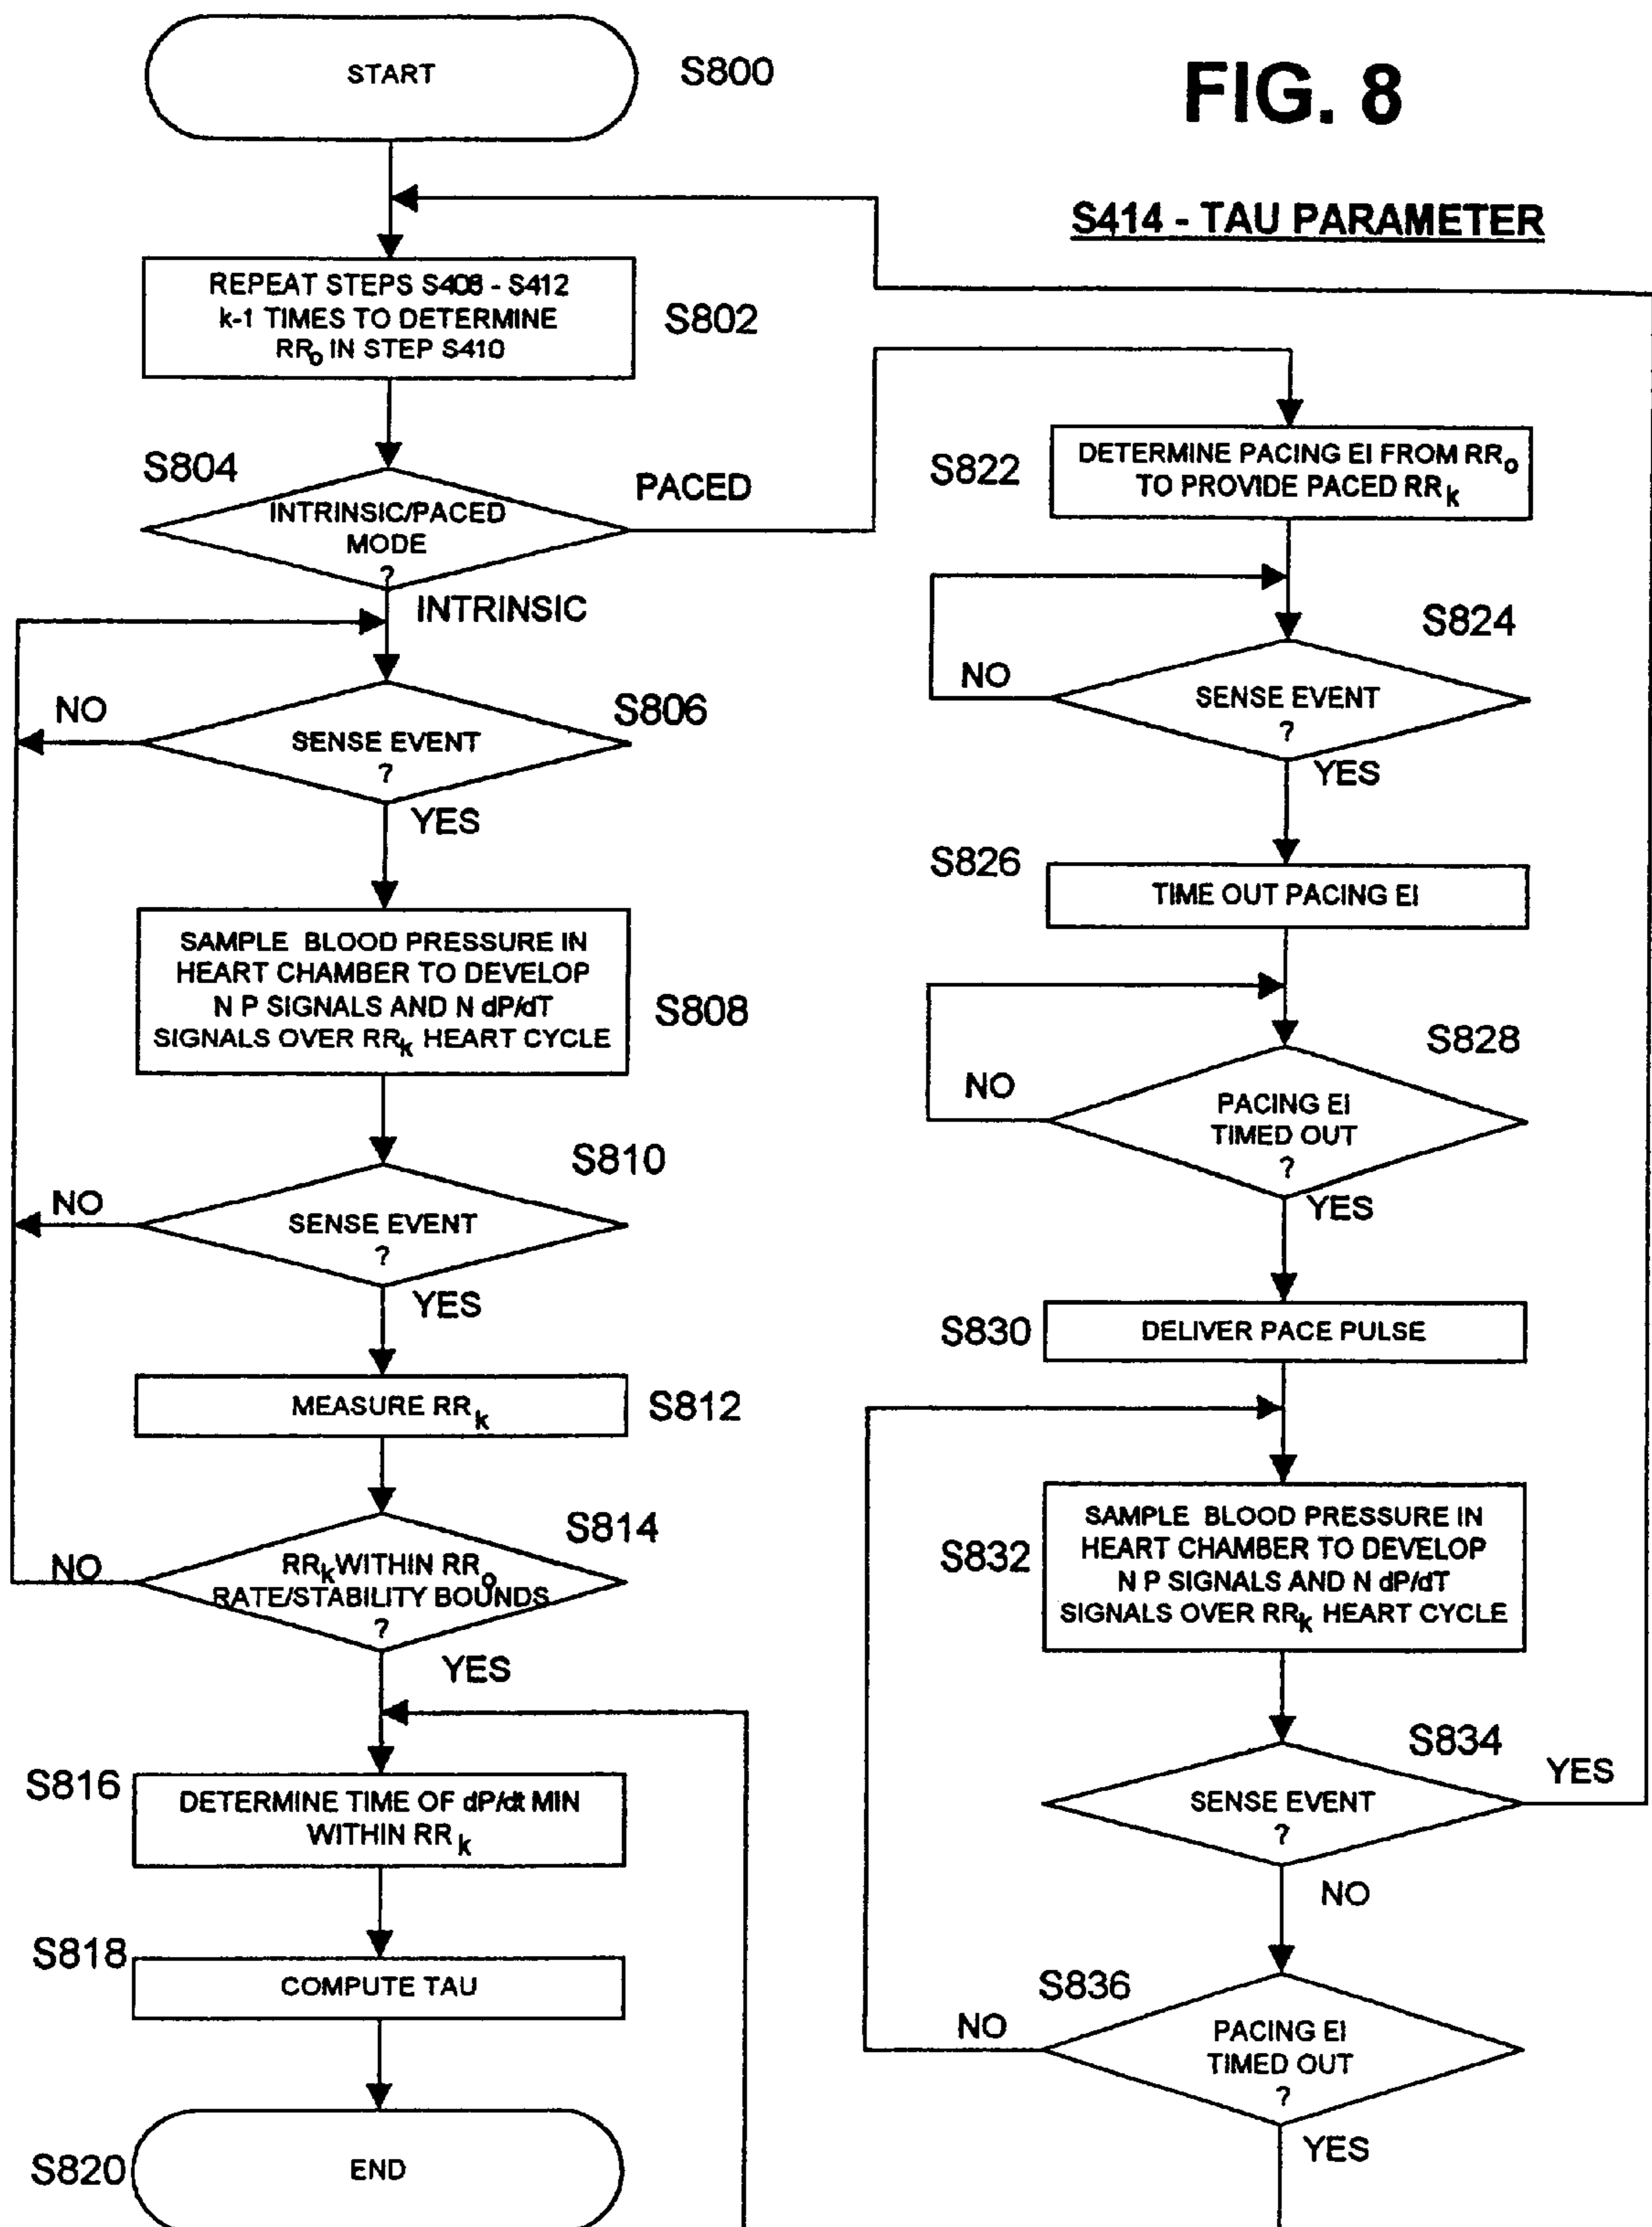 FIG. 8
S414 - TAU PARAMETER
START
S800
REPEAT STEPS S408 - S412
k-1 TIMES TO DETERMINE
RRo IN STEP S410
S802
S804
INTRINSIC/PACED
MODE
?
PACED
INTRINSIC
NO
SENSE EVENT
?
S806
YES
SAMPLE BLOOD PRESSURE IN
HEART CHAMBER TO DEVELOP
N P SIGNALS AND N dP/dT
SIGNALS OVER RRk HEART CYCLE
S808
S810
NO
SENSE EVENT
?
YES
MEASURE RRk
S812
S814
NO
RRk WITHIN RRo
RATE/STABILITY BOUNDS
?
YES
S816
DETERMINE TIME OF dP/dt MIN
WITHIN RRk
S818
COMPUTE TAU
S820
END
S822
DETERMINE PACING EI FROM RRo
TO PROVIDE PACED RRk
S824
NO
SENSE EVENT
?
YES
S826
TIME OUT PACING EI
S828
NO
PACING EI
TIMED OUT
?
YES
S830
DELIVER PACE PULSE
S832
SAMPLE BLOOD PRESSURE IN
HEART CHAMBER TO DEVELOP
N P SIGNALS AND N dP/dT
SIGNALS OVER RRk HEART CYCLE
S834
YES
SENSE EVENT
?
NO
S836
NO
PACING EI
TIMED OUT
?
YES